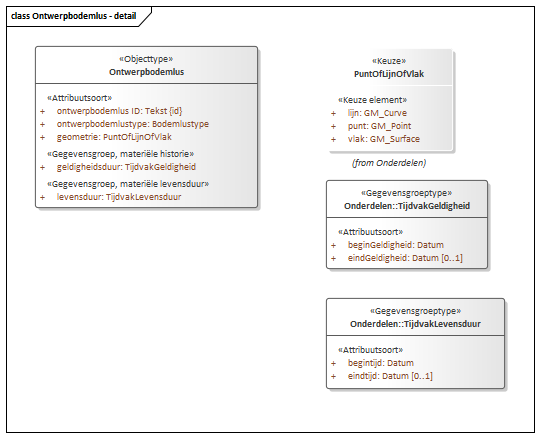 class Ontwerpbodemlus - detail
«Objecttype»
Ontwerpbodemlus
«Attribuutsoort»
+ ontwerpbodemlus ID: Tekst {id}
+ ontwerpbodemlustype: Bodemlustype
+ geometrie: PuntOfLijnOfVlak
«Gegevensgroep, materiële historie»
+ geldigheidsduur: TijdvakGeldigheid
«Gegevensgroep, materiële levensduur»
+ levensduur: TijdvakLevensduur
«Keuze»
PuntOfLijnOfVlak
«Keuze element»
+ lijn: GM_Curve
+ punt: GM_Point
+ vlak: GM_Surface
(from Onderdelen)
«Gegevensgroeptype»
Onderdelen::TijdvakGeldigheid
«Attribuutsoort»
+ beginGeldigheid: Datum
+ eindGeldigheid: Datum [0..1]
«Gegevensgroeptype»
Onderdelen::TijdvakLevensduur
«Attribuutsoort»
+ begintijd: Datum
+ eindtijd: Datum [0..1]